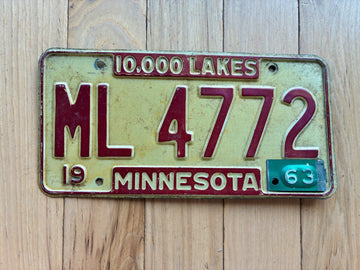 10.000 LAKES
ML 4772
19 MINNESOTA 63